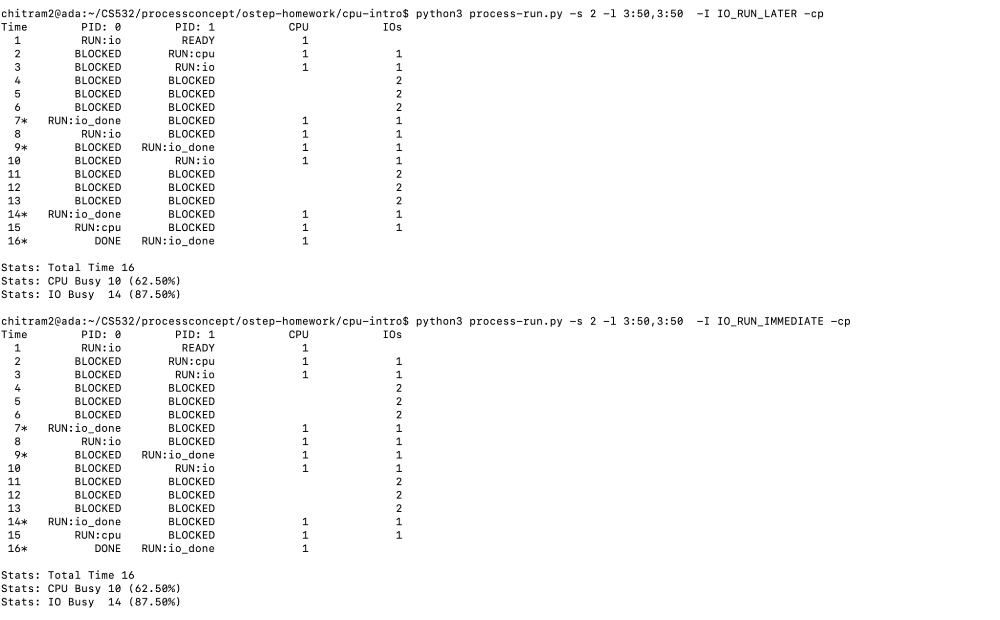 chitram2@ada:~/CS532/processconcept/ostep-homework/cpu-intro$ python3 process-run.py -s 2 -l 3:50,3:50  -I IO_RUN_LATER -cp
Time        PID: 0        PID: 1           CPU           IOs
  1         RUN:io         READY             1
  2        BLOCKED       RUN:cpu             1             1
  3        BLOCKED        RUN:io             1             1
  4        BLOCKED       BLOCKED                           2
  5        BLOCKED       BLOCKED                           2
  6        BLOCKED       BLOCKED                           2
  7*   RUN:io_done       BLOCKED             1             1
  8         RUN:io       BLOCKED             1             1
  9*       BLOCKED   RUN:io_done             1             1
 10        BLOCKED        RUN:io             1             1
 11        BLOCKED       BLOCKED                           2
 12        BLOCKED       BLOCKED                           2
 13        BLOCKED       BLOCKED                           2
 14*   RUN:io_done       BLOCKED             1             1
 15        RUN:cpu       BLOCKED             1             1
 16*          DONE   RUN:io_done             1
Stats: Total Time 16
Stats: CPU Busy 10 (62.50%)
Stats: IO Busy  14 (87.50%)
chitram2@ada:~/CS532/processconcept/ostep-homework/cpu-intro$ python3 process-run.py -s 2 -l 3:50,3:50  -I IO_RUN_IMMEDIATE -cp
Time        PID: 0        PID: 1           CPU           IOs
  1         RUN:io         READY             1
  2        BLOCKED       RUN:cpu             1             1
  3        BLOCKED        RUN:io             1             1
  4        BLOCKED       BLOCKED                           2
  5        BLOCKED       BLOCKED                           2
  6        BLOCKED       BLOCKED                           2
  7*   RUN:io_done       BLOCKED             1             1
  8         RUN:io       BLOCKED             1             1
  9*       BLOCKED   RUN:io_done             1             1
 10        BLOCKED        RUN:io             1             1
 11        BLOCKED       BLOCKED                           2
 12        BLOCKED       BLOCKED                           2
 13        BLOCKED       BLOCKED                           2
 14*   RUN:io_done       BLOCKED             1             1
 15        RUN:cpu       BLOCKED             1             1
 16*          DONE   RUN:io_done             1
Stats: Total Time 16
Stats: CPU Busy 10 (62.50%)
Stats: IO Busy  14 (87.50%)